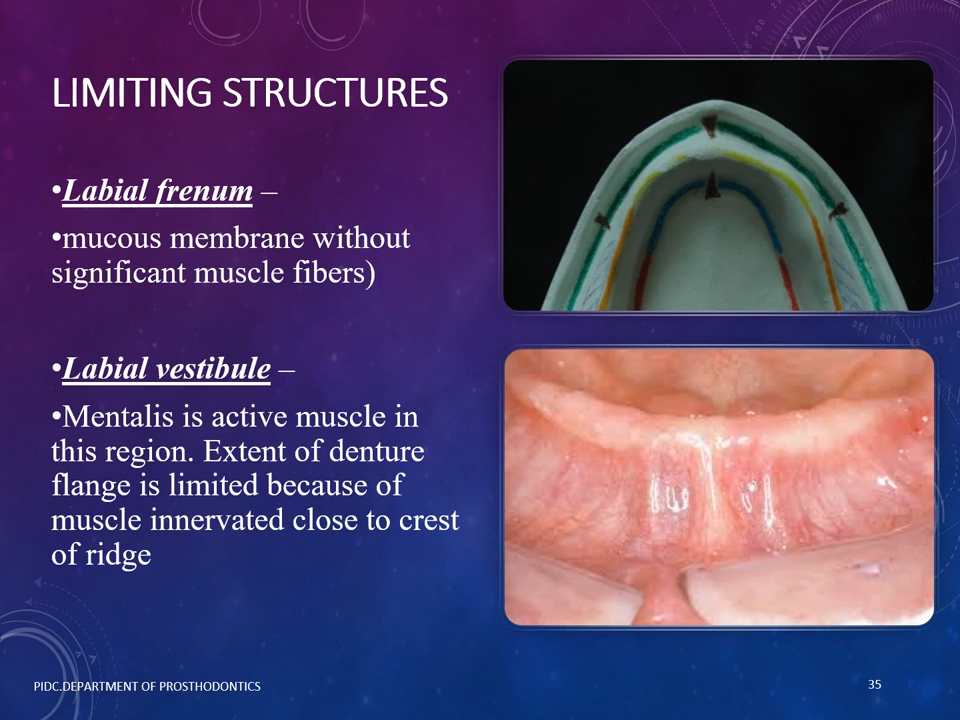 LIMITING STRUCTURES
•Labial frenum –
•mucous membrane without
significant muscle fibers)
•Labial vestibule –
•Mentalis is active muscle in
this region. Extent of denture
flange is limited because of
muscle innervated close to crest
of ridge
PIDC.DEPARTMENT OF PROSTHODONTICS
35